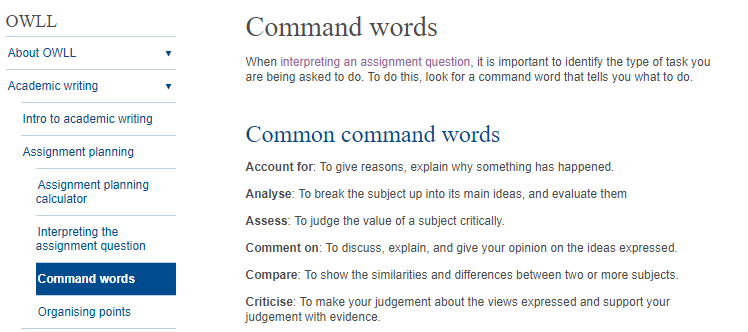 OWLL
About OWLL
Academic writing
Intro to academic writing
Assignment planning
Assignment planning
calculator
Interpreting the
assignment question
Command words
Organising points
Command words
When interpreting an assignment question, it is important to identify the type of task you
are being asked to do. To do this, look for a command word that tells you what to do.
Common command words
Account for: To give reasons, explain why something has happened.
Analyse: To break the subject up into its main ideas, and evaluate them
Assess: To judge the value of a subject critically.
Comment on: To discuss, explain, and give your opinion on the ideas expressed.
Compare: To show the similarities and differences between two or more subjects.
Criticise: To make your judgement about the views expressed and support your
judgement with evidence.